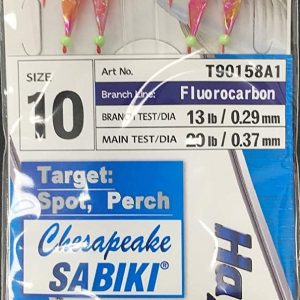 SIZE
10
Art No. T90158A1
Branch Line: Fluorocarbon
BRANCH TEST/DIA 13 lb / 0.29 mm
MAIN TEST/DIA 20 lb / 0.37 mm
Target:
Spot, Perch
Chesapeake
SABIKI®